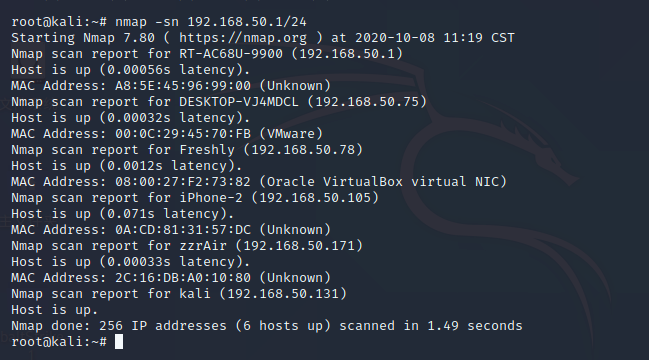 root@kali:~# nmap -sn 192.168.50.1/24
Starting Nmap 7.80 ( https://nmap.org ) at 2020-10-08 11:19 CST
Nmap scan report for RT-AC68U-9900 (192.168.50.1)
Host is up (0.00056s latency).
MAC Address: A8:5E:45:96:99:00 (Unknown)
Nmap scan report for DESKTOP-VJ4MDCL (192.168.50.75)
Host is up (0.00032s latency).
MAC Address: 00:0C:29:45:70:FB (VMware)
Nmap scan report for Freshly (192.168.50.78)
Host is up (0.0012s latency).
MAC Address: 08:00:27:F2:73:82 (Oracle VirtualBox virtual NIC)
Nmap scan report for iPhone-2 (192.168.50.105)
Host is up (0.071s latency).
MAC Address: 0A:CD:81:31:57:DC (Unknown)
Nmap scan report for zzrAir (192.168.50.171)
Host is up (0.00033s latency).
MAC Address: 2C:16:DB:A0:10:80 (Unknown)
Nmap scan report for kali (192.168.50.131)
Host is up.
Nmap done: 256 IP addresses (6 hosts up) scanned in 1.49 seconds
root@kali:~#